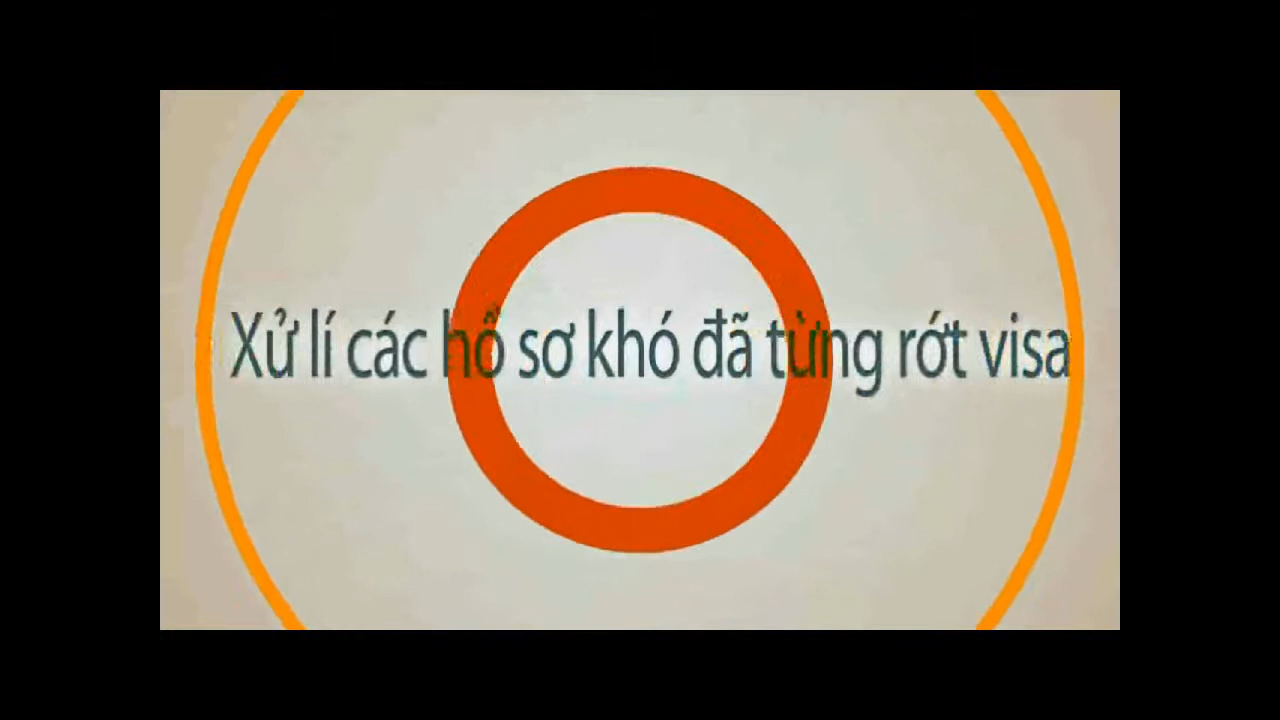 Xử lí các hồ sơ khó đã từng rớt visa